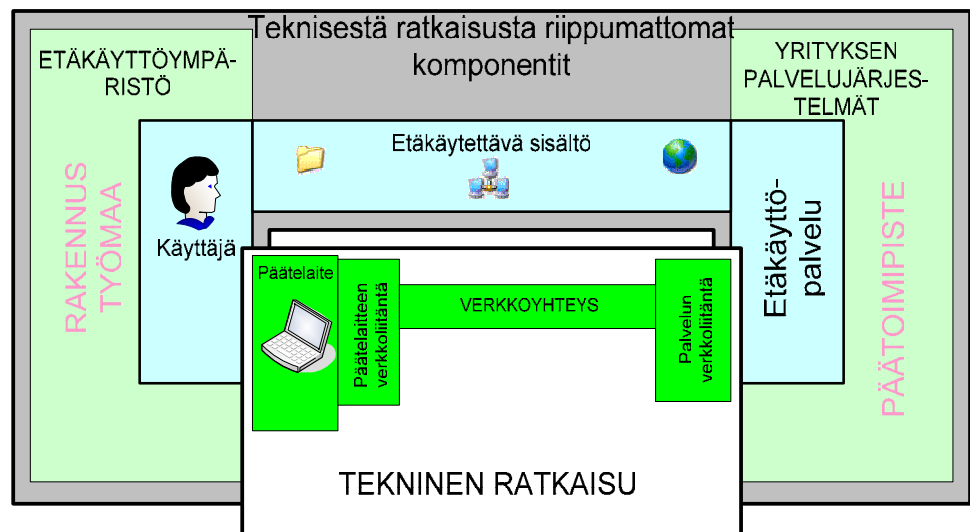 Teknisestä ratkaisusta riippumattomat
komponentit
ETÄKÄYTTÖYMPÄ-
RISTÖ
YRITYKSEN
PALVELUJÄRJES-
TELMÄT
RAKENNUS
TYÖMAA
Käyttäjä
Etäkäytettävä sisältö
Etäkäyttö-
palvelu
PÄÄTOIMIPISTE
Päätelaite
Päätelaitteen
verkkoliitäntä
VERKKOYHTEYS
Palvelun
verkkoliitäntä
TEKNINEN RATKAISU